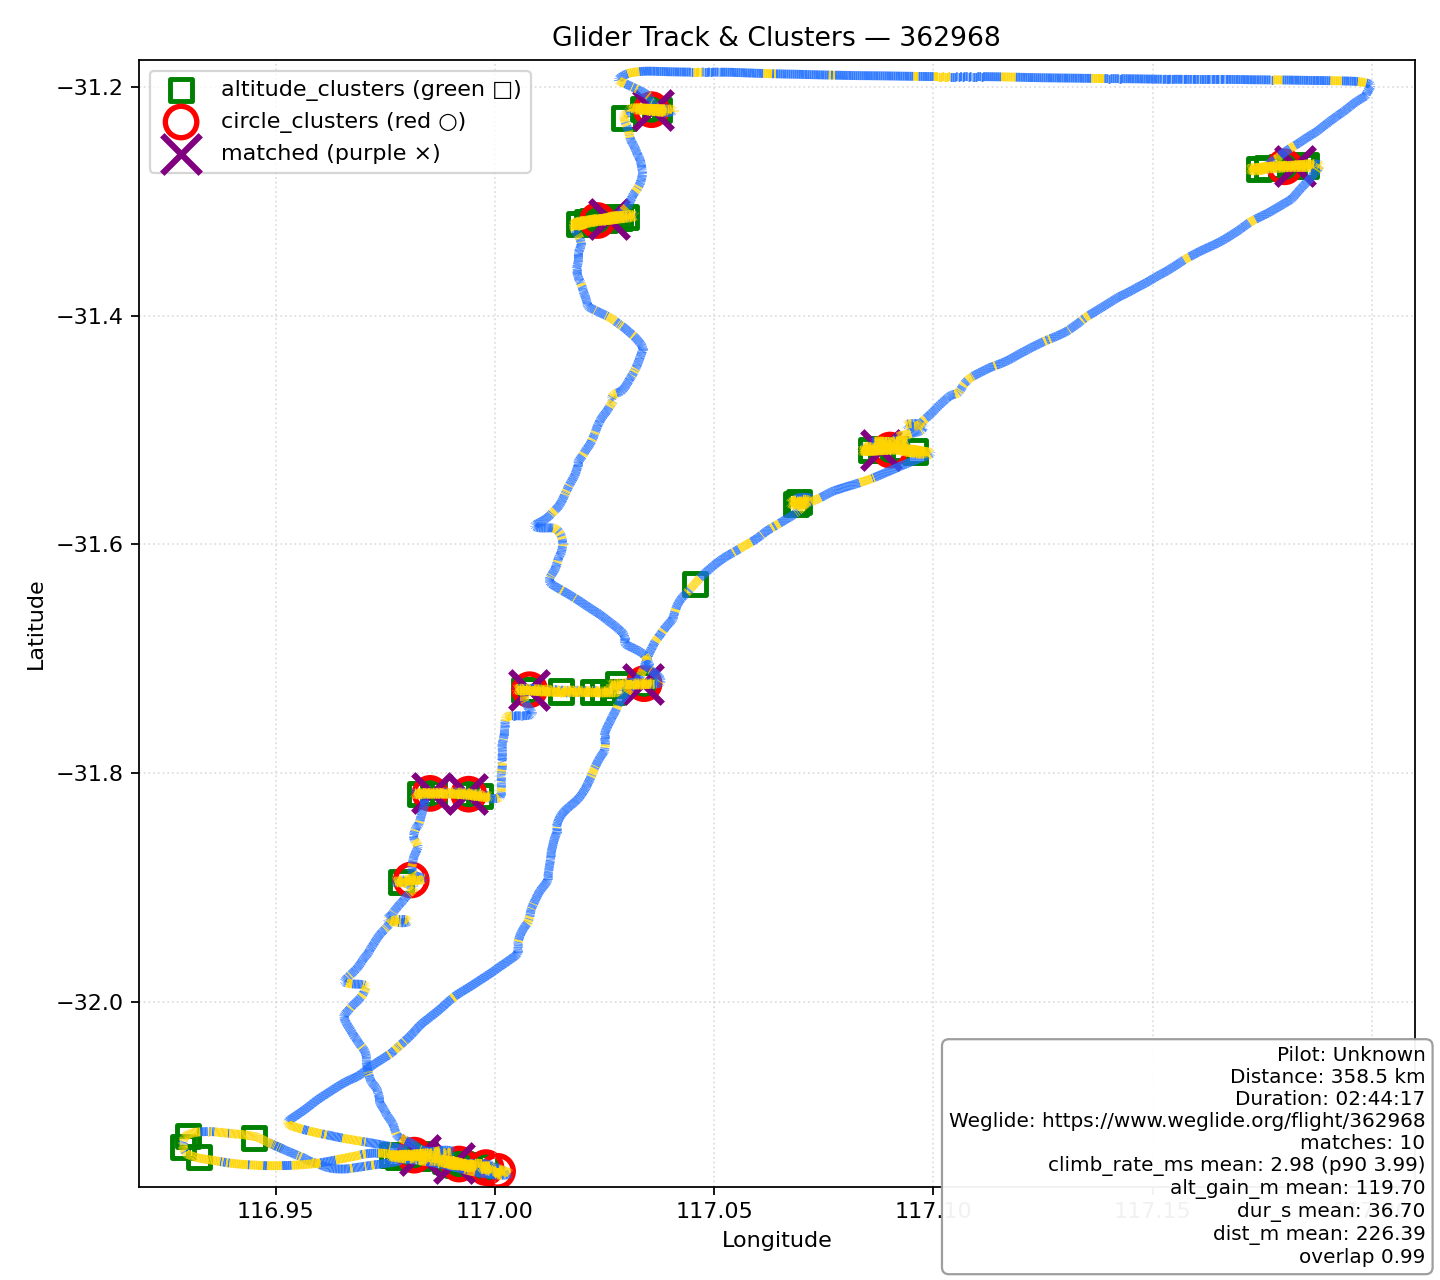 Glider Track & Clusters — 362968
altitude_clusters (green □)
circle_clusters (red ○)
matched (purple ×)
−31.2
−31.4
−31.6
−31.8
−32.0
Latitude
116.95
117.00
117.05
117.10
117.15
Longitude
Pilot: Unknown
Distance: 358.5 km
Duration: 02:44:17
Weglide: https://www.weglide.org/flight/362968
matches: 10
climb_rate_ms mean: 2.98 (p90 3.99)
alt_gain_m mean: 119.70
dur_s mean: 36.70
dist_m mean: 226.39
overlap 0.99